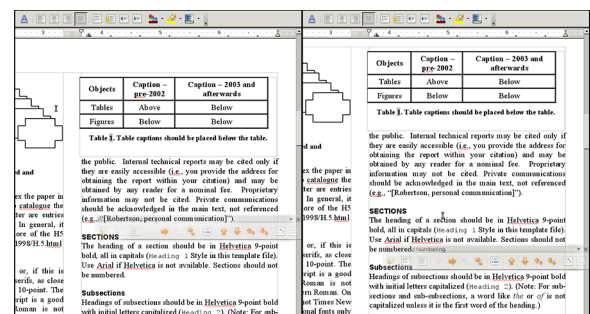 Objects
Caption –
pre-2002
Caption – 2003 and
afterwards
Tables
Above
Below
Figures
Below
Below
Table 1. Table captions should be placed below the table.
ed and
ex the paper in
catalogue the
ter are entries
In general, it
ore of the H5
1998/H.5.html
or, if this is
serifs, as close
10-point. The
ript is a good
Roman is not
the public. Internal technical reports may be cited only if
they are easily accessible (i.e., you provide the address for
obtaining the report within your citation) and may be
obtained by any reader for a nominal fee. Proprietary
information may not be cited. Private communications
should be acknowledged in the main text, not referenced
(e.g., "[Robertson, personal communication]").
SECTIONS
The heading of a section should be in Helvetica 9-point
bold, all in capitals (Heading 1 Style in this template file).
Use Arial if Helvetica is not available. Sections should not
be numbered.
Subsections
Headings of subsections should be in Helvetica 9-point bold
with initial letters capitalized (Heading 2). (Note: For sub-
Objects
Caption –
pre-2002
Caption – 2003 and
afterwards
Tables
Above
Below
Figures
Below
Below
Table 1. Table captions should be placed below the table.
d and
ex the paper in
catalogue the
ter are entries
In general, it
ore of the H5
1998/H.5.html
or, if this is
serifs, as close
10-point. The
ript is a good
Roman is not
ern Roman. On
not Times New
onal fonts only
the public. Internal technical reports may be cited only if
they are easily accessible (i.e., you provide the address for
obtaining the report within your citation) and may be
obtained by any reader for a nominal fee. Proprietary
information may not be cited. Private communications
should be acknowledged in the main text, not referenced
(e.g., "[Robertson, personal communication]").
SECTIONS
The heading of a section should be in Helvetica 9-point
bold, all in capitals (Heading 1 Style in this template file).
Use Arial if Helvetica is not available. Sections should not
be numbered.
Numbering
Subsections
Headings of subsections should be in Helvetica 9-point bold
with initial letters capitalized (Heading 2). (Note: For sub-
sections and sub-subsections, a word like the or of is not
capitalized unless it is the first word of the heading.)